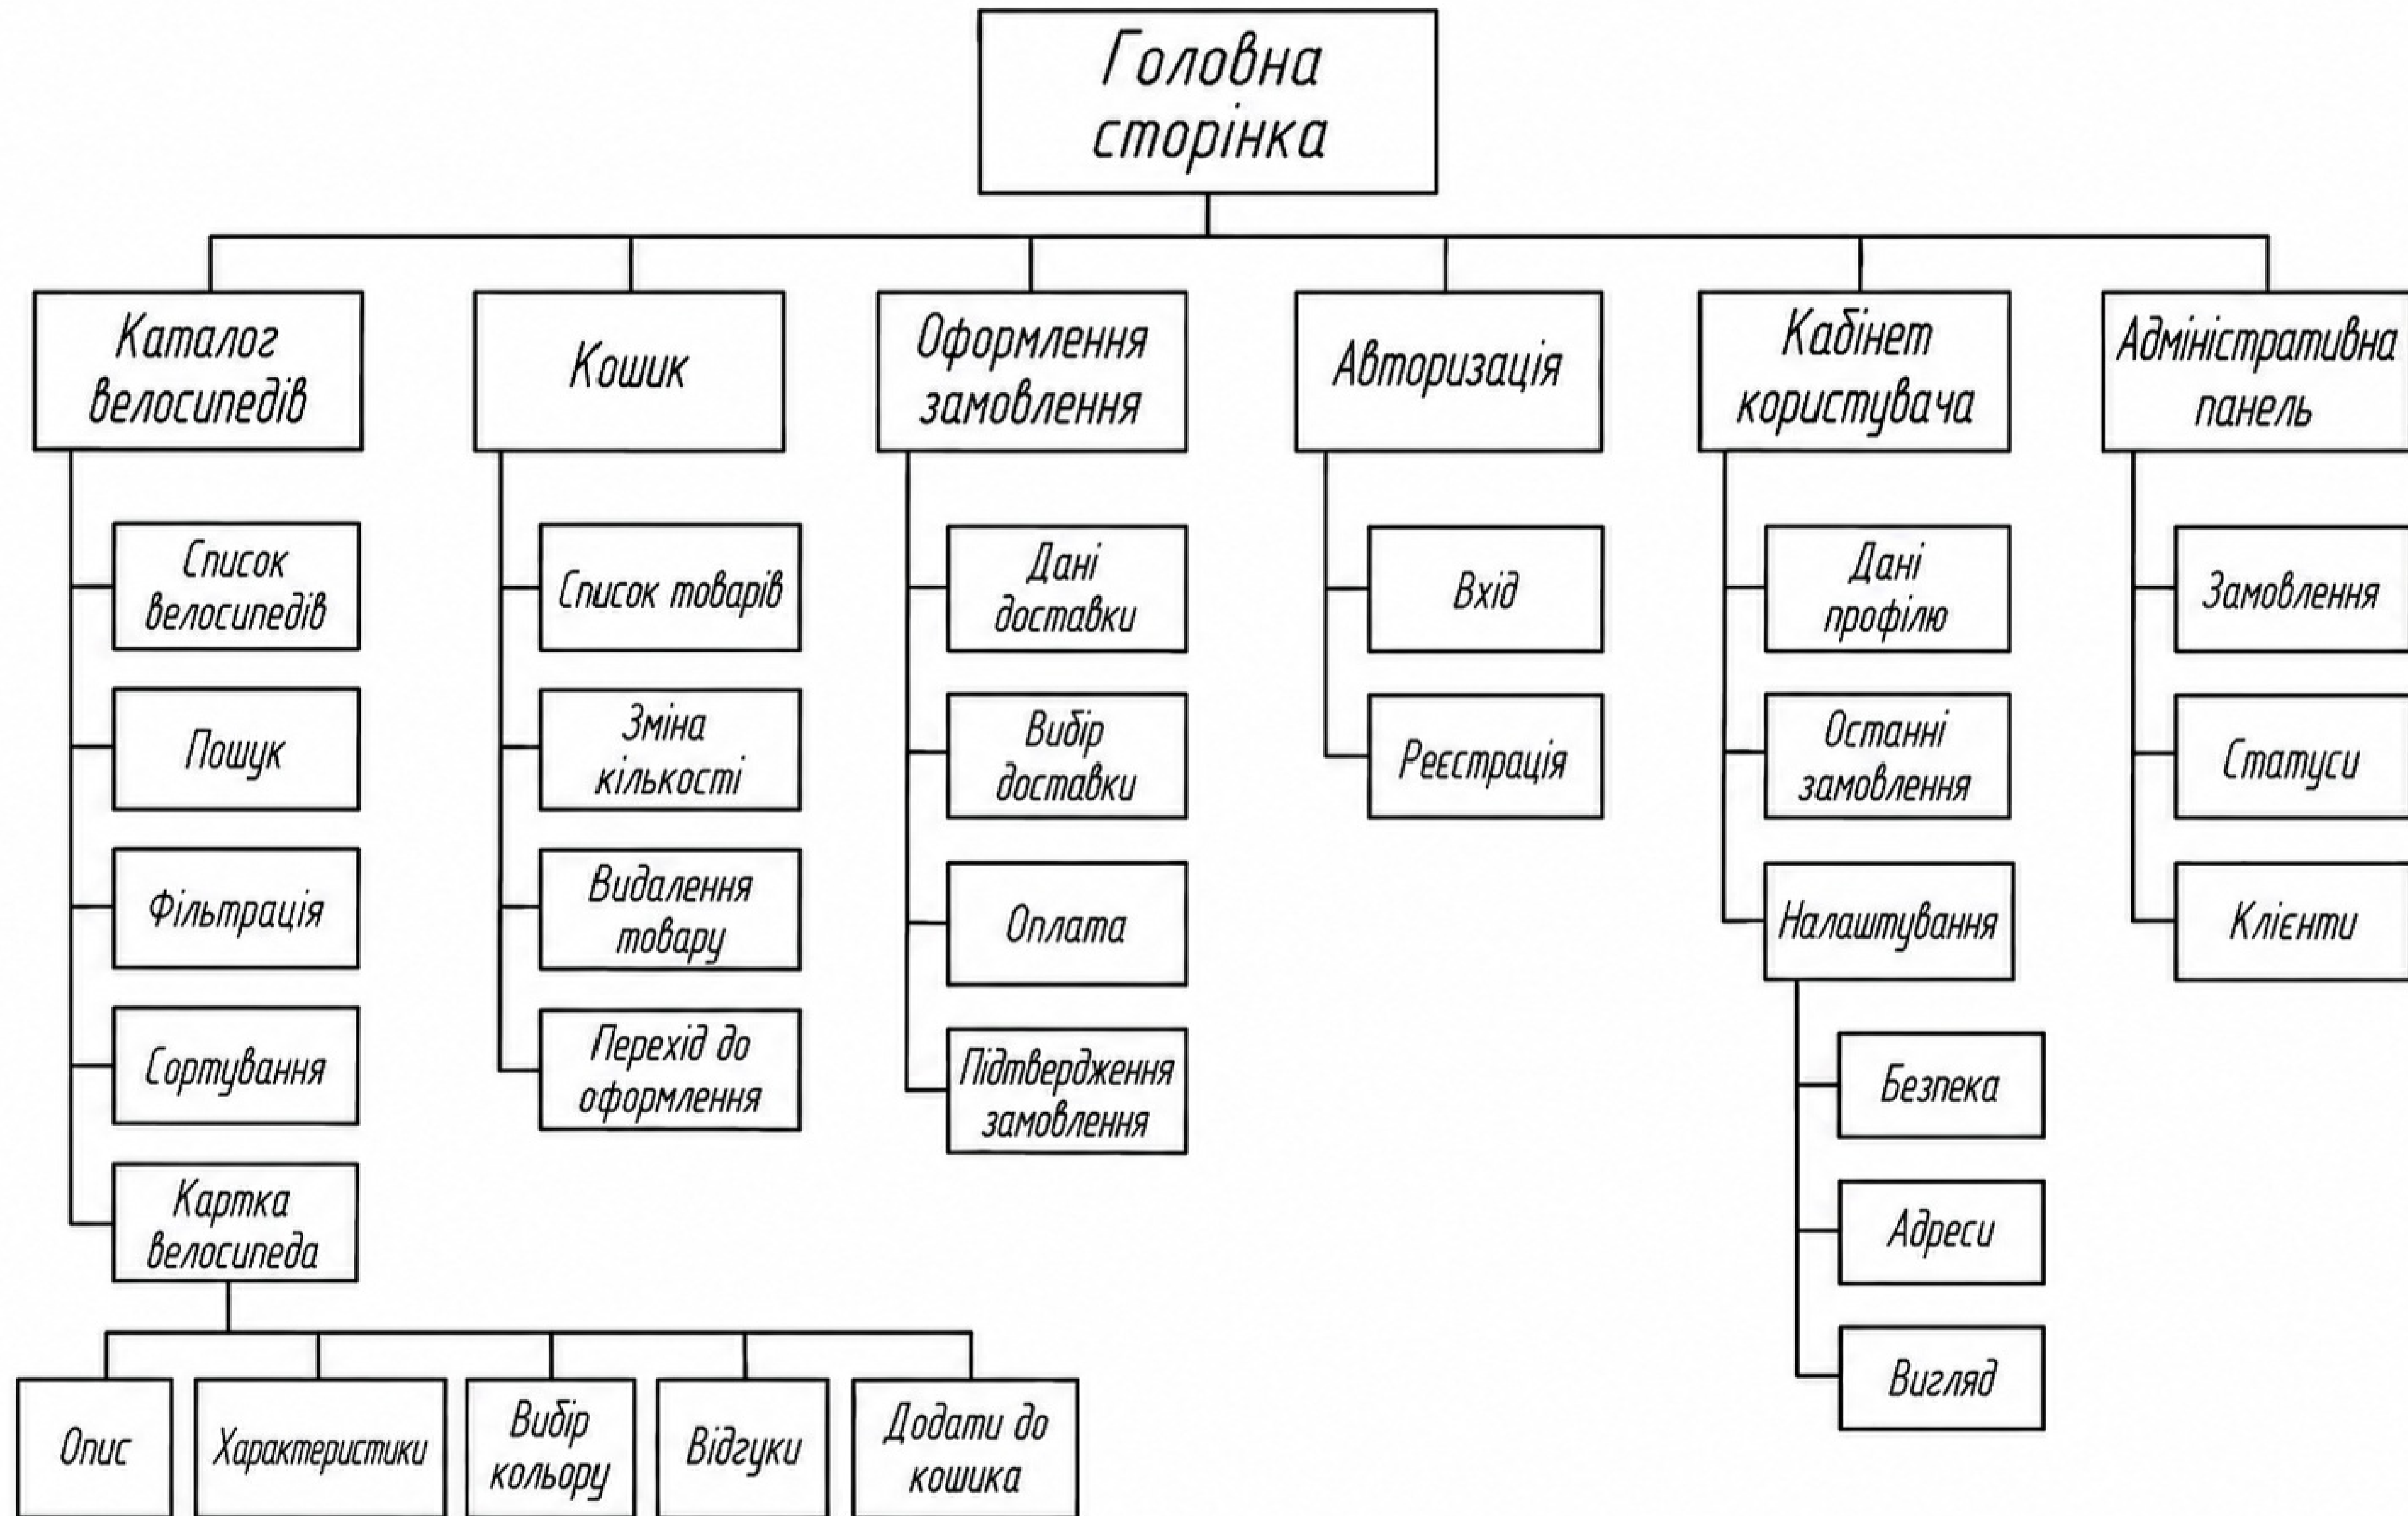 Головна
сторінка
Каталог
велосипедів
Кошик
Оформлення
замовлення
Авторизація
Кабінет
користувача
Адміністративна
панель
Список
велосипедів
Пошук
Фільтрація
Сортування
Картка
велосипеда
Опис
Характеристики
Вибір
кольору
Відгуки
Додати до
кошика
Список товарів
Зміна
кількості
Видалення
товару
Перехід до
оформлення
Дані
доставки
Вибір
доставки
Оплата
Підтвердження
замовлення
Вхід
Реєстрація
Дані
профілю
Останні
замовлення
Налаштування
Безпека
Адреси
Вигляд
Замовлення
Статуси
Клієнти